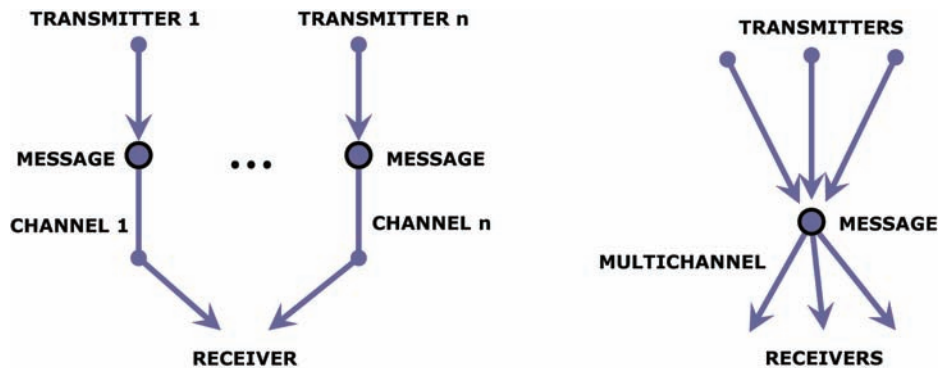 TRANSMITTER 1
TRANSMITTER n
MESSAGE
...
MESSAGE
CHANNEL 1
CHANNEL n
RECEIVER
TRANSMITTERS
MESSAGE
MULTICHANNEL
RECEIVERS